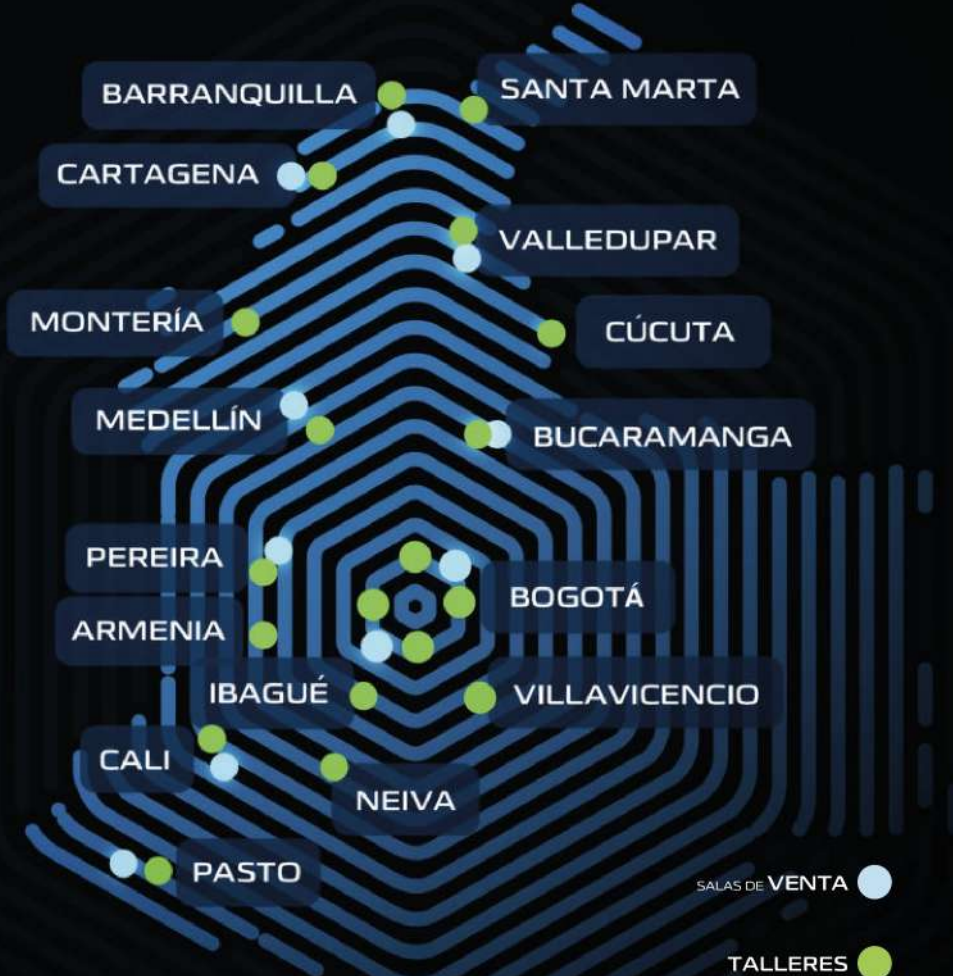 BARRANQUILLA
SANTA MARTA
CARTAGENA
VALLEDUPAR
MONTERÍA
CÚCUTA
MEDELLÍN
BUCARAMANGA
PEREIRA
BOGOTÁ
ARMENIA
IBAGUÉ
VILLAVICENCIO
CALI
NEIVA
PASTO
SALAS DE VENTA
TALLERES